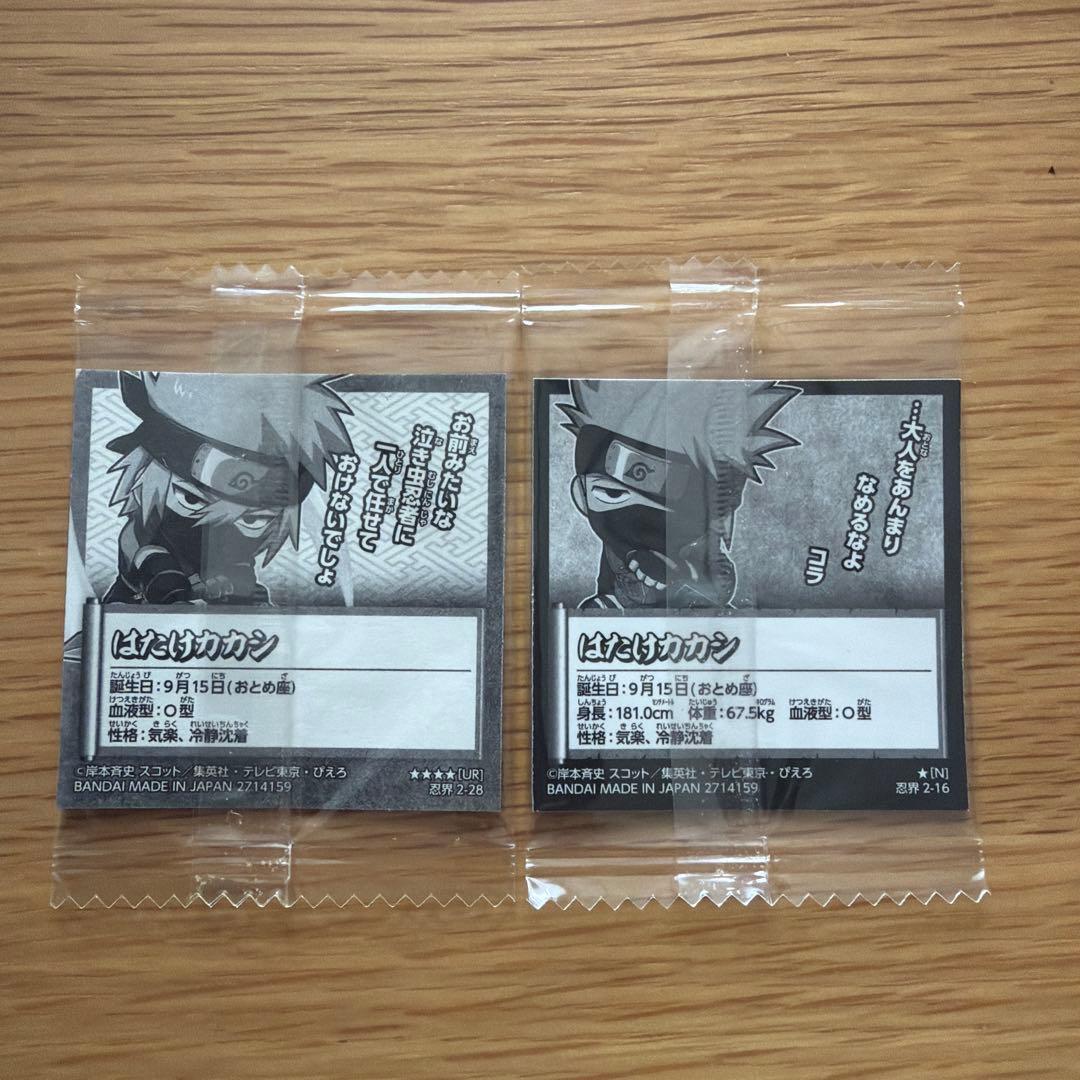 お前みたいな
泣き虫忍者に
一人で任せて
おけないでしょ
はたけカカシ
誕生日:9月15日(おとめ座)
血液型:O型
性格:気楽、冷静沈着
©岸本斉史 スコット/集英社・テレビ東京・ぴえろ
BANDAI MADE IN JAPAN 2714159
★★★★[UR]
忍界 2-28
…大人をあんまり
なめるなよ
コラ
はたけカカシ
誕生日:9月15日(おとめ座)
身長:181.0cm 体重:67.5kg 血液型:O型
性格:気楽、冷静沈着
©岸本斉史 スコット/集英社・テレビ東京・ぴえろ
BANDAI MADE IN JAPAN 2714159
★[N]
忍界 2-16